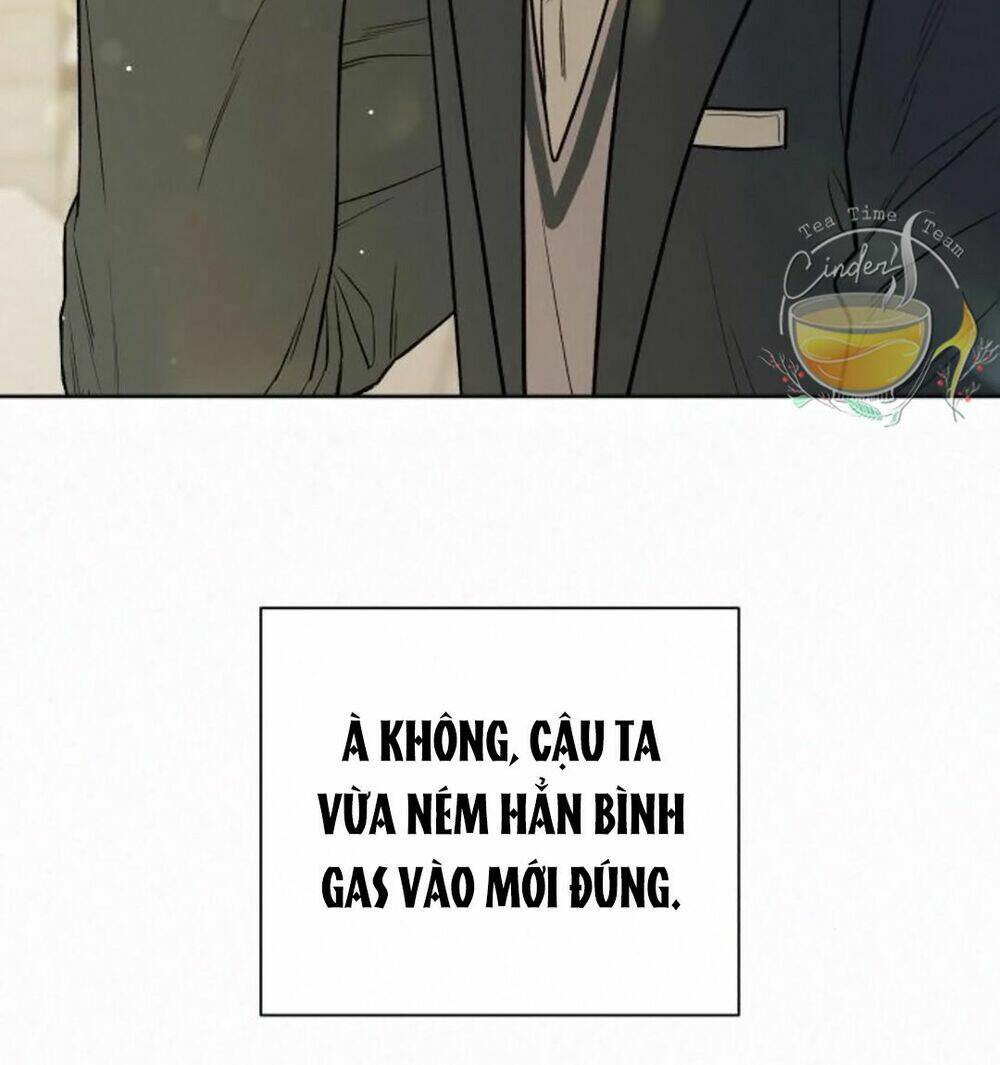 Tea Time Team
Cinder's
À KHÔNG, CẬU TA
VỪA NÉM HẲN BÌNH
GAS VÀO MỚI ĐÚNG.